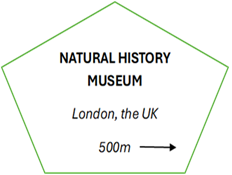 NATURAL HISTORY
MUSEUM
London, the UK
500m